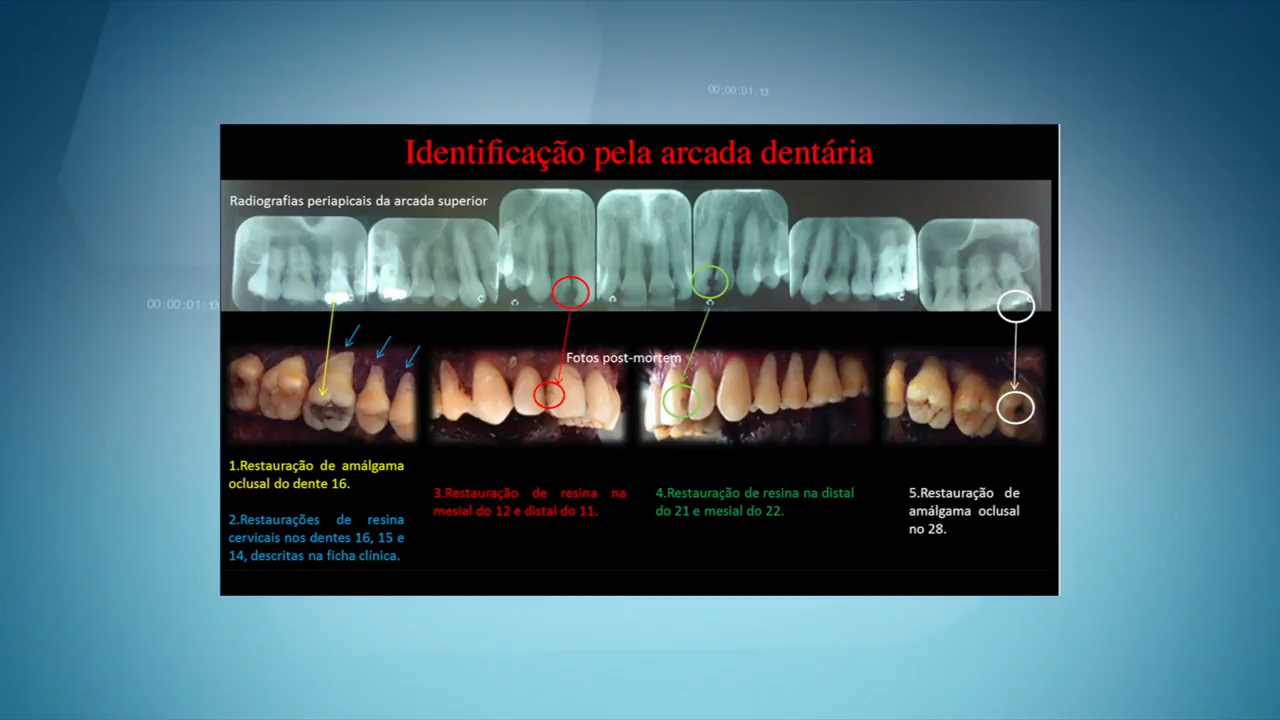 00:00:01.13
Identificação pela arcada dentária
Radiografias periapicais da arcada superior
00:00:01:13
Fotos post-mortem
1.Restauração de amálgama
oclusal do dente 16.
2.Restaurações de resina
cervicais nos dentes 16, 15 e
14, descritas na ficha clínica.
3.Restauração de resina na
mesial do 12 e distal do 11.
4.Restauração de resina na distal
do 21 e mesial do 22.
5.Restauração de
amálgama oclusal
no 28.